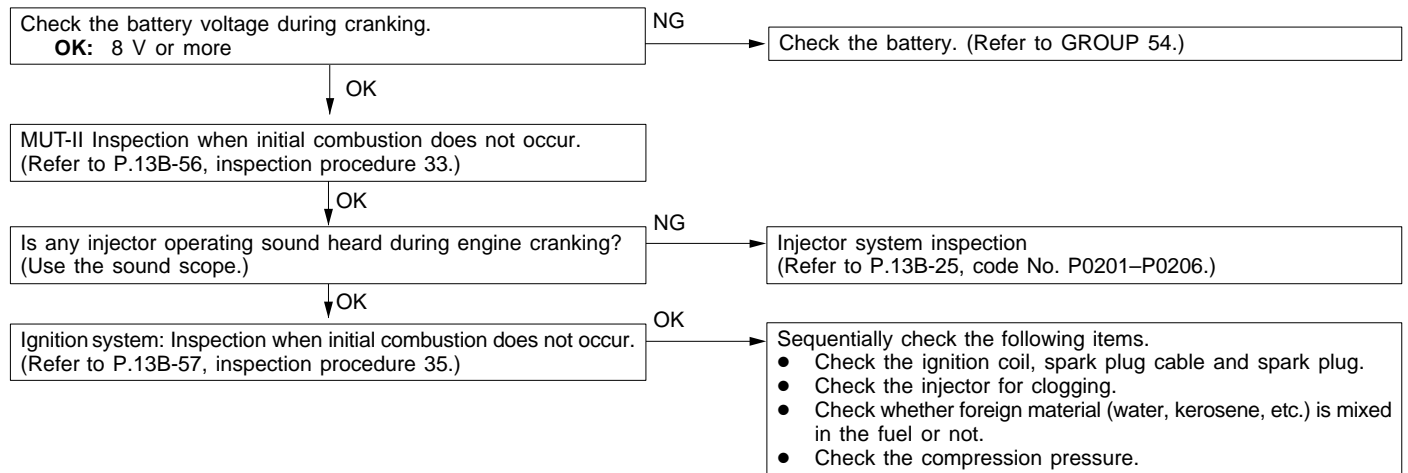 Check the battery voltage during cranking.
OK: 8 V or more
NG
Check the battery. (Refer to GROUP 54.)
OK
MUT-II Inspection when initial combustion does not occur.
(Refer to P.13B-56, inspection procedure 33.)
OK
Is any injector operating sound heard during engine cranking?
(Use the sound scope.)
NG
Injector system inspection
(Refer to P.13B-25, code No. P0201–P0206.)
OK
Ignition system: Inspection when initial combustion does not occur.
(Refer to P.13B-57, inspection procedure 35.)
OK
Sequentially check the following items.
● Check the ignition coil, spark plug cable and spark plug.
● Check the injector for clogging.
● Check whether foreign material (water, kerosene, etc.) is mixed
in the fuel or not.
● Check the compression pressure.